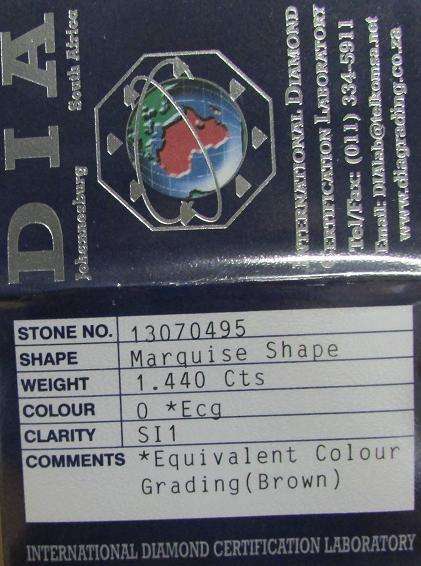 DIA
Johannesburg South Africa
INTERNATIONAL DIAMOND
CERTIFICATION LABORATORY
Tel/Fax: (011) 334-5911
Email: DIAlab@telkomsa.net
www.diagrading.co.za
STONE NO. 13070495
SHAPE Marquise Shape
WEIGHT 1.440 Cts
COLOUR O *Ecg
CLARITY SI1
COMMENTS *Equivalent Colour
Grading(Brown)
INTERNATIONAL DIAMOND CERTIFICATION LABORATORY